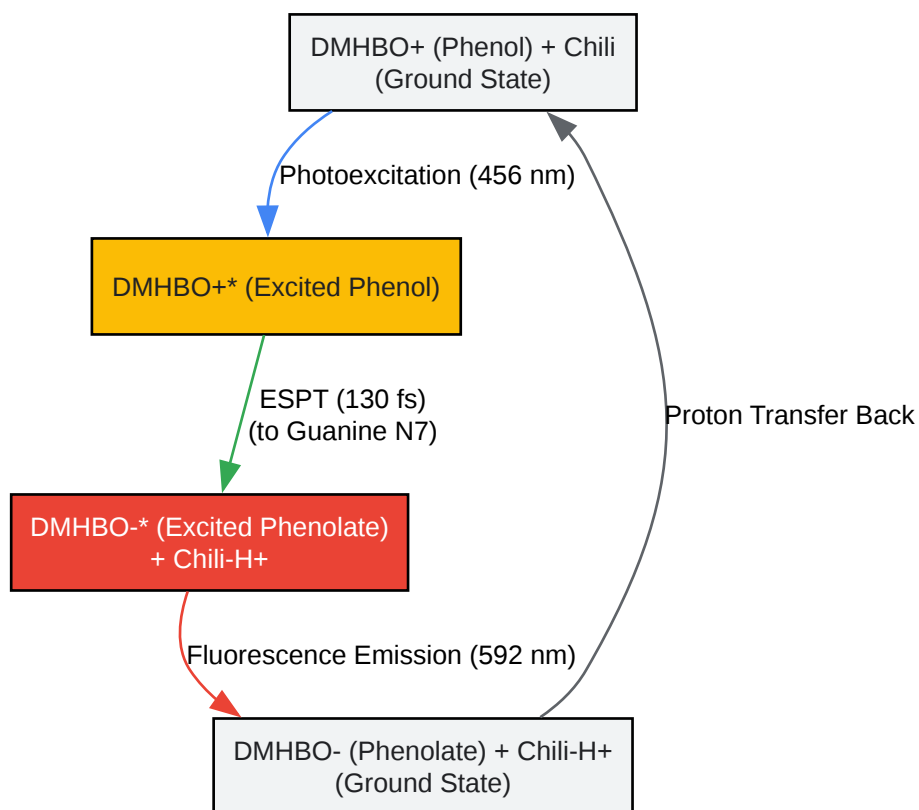 DMHBO+ (Phenol) + Chili
(Ground State)
Photoexcitation (456 nm)
DMHBO+* (Excited Phenol)
ESPT (130 fs)
(to Guanine N7)
Proton Transfer Back
DMHBO-* (Excited Phenolate)
+ Chili-H+
Fluorescence Emission (592 nm)
DMHBO- (Phenolate) + Chili-H+
(Ground State)